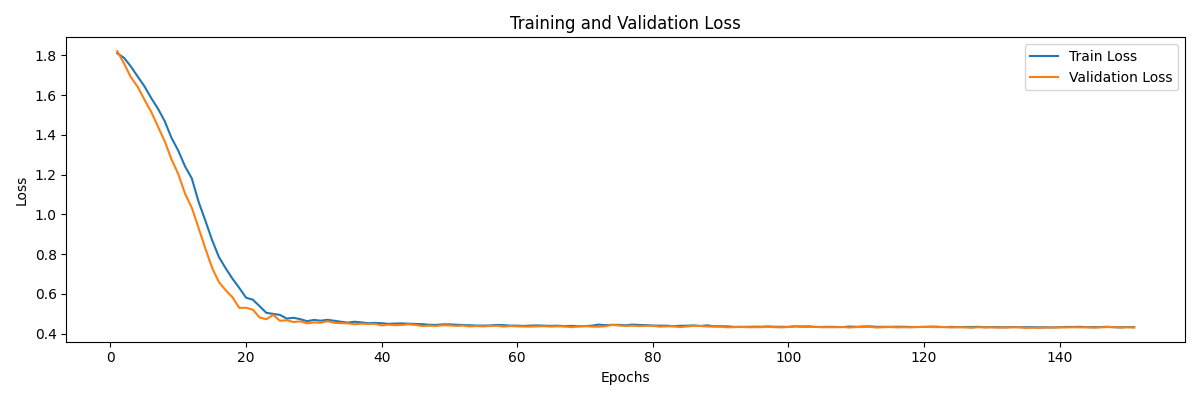 Training and Validation Loss
Train Loss
Validation Loss
1.8
1.6
1.4
1.2
1.0
0.8
0.6
0.4
Loss
0 20 40 60 80 100 120 140
Epochs